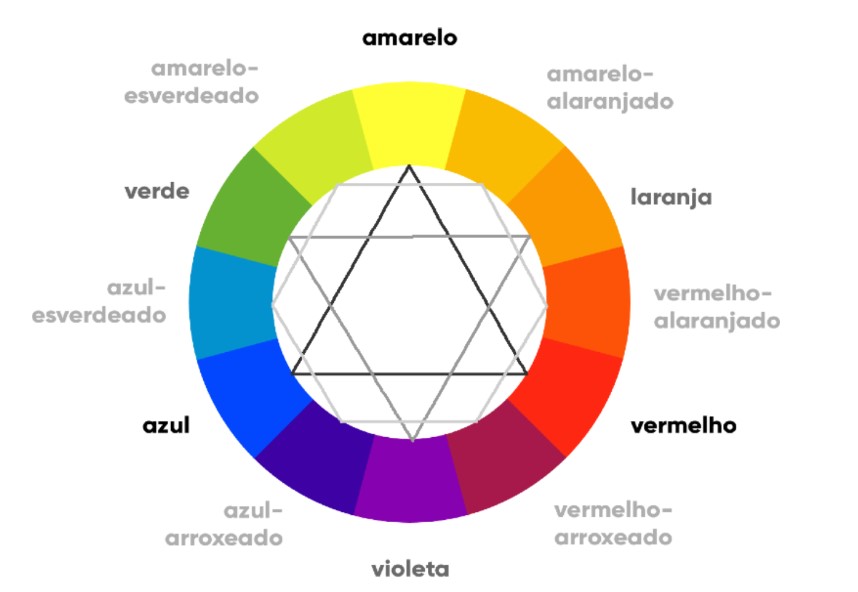 amarelo
amarelo-
esverdeado
amarelo-
alaranjado
verde
laranja
azul-
esverdeado
vermelho-
alaranjado
azul
vermelho
azul-
arroxeado
vermelho-
arroxeado
violeta